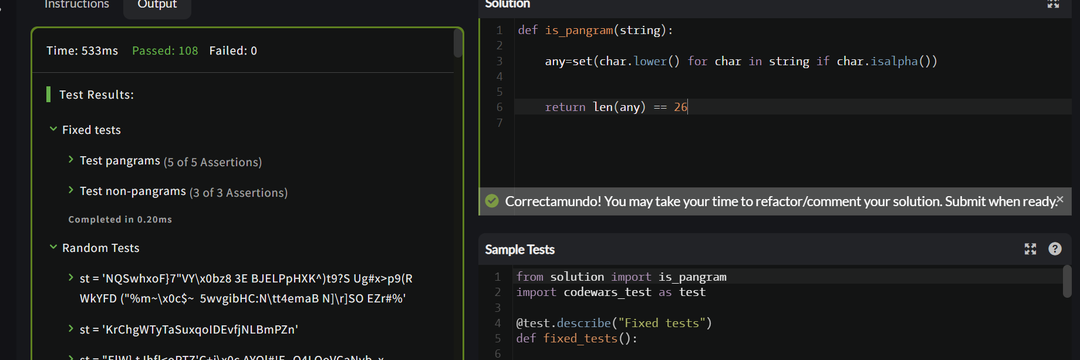 Instructions
Output
Time: 533ms Passed: 108 Failed: 0
Test Results:
Fixed tests
Test pangrams (5 of 5 Assertions)
Test non-pangrams (3 of 3 Assertions)
Completed in 0.20ms
Random Tests
st = 'NQSwhxoF}7"VY\x0bz8 3E BJELPpHXK^)t9?S Ug#x>p9(R
WkYFD ("%m~\x0c$~ 5wvgibHC:N\tt4emaB N]\r]SO EZr#%'
st = 'KrChgWTyTaSuxqoIDEvfjNLBmPZn'
Solution
1 def is_pangram(string):
2
3 any=set(char.lower() for char in string if char.isalpha())
4
5
6 return len(any) == 26
7
Correctamundo! You may take your time to refactor/comment your solution. Submit when ready.
Sample Tests
1 from solution import is_pangram
2 import codewars_test as test
3
4 @test.describe("Fixed tests")
5 def fixed_tests():
6